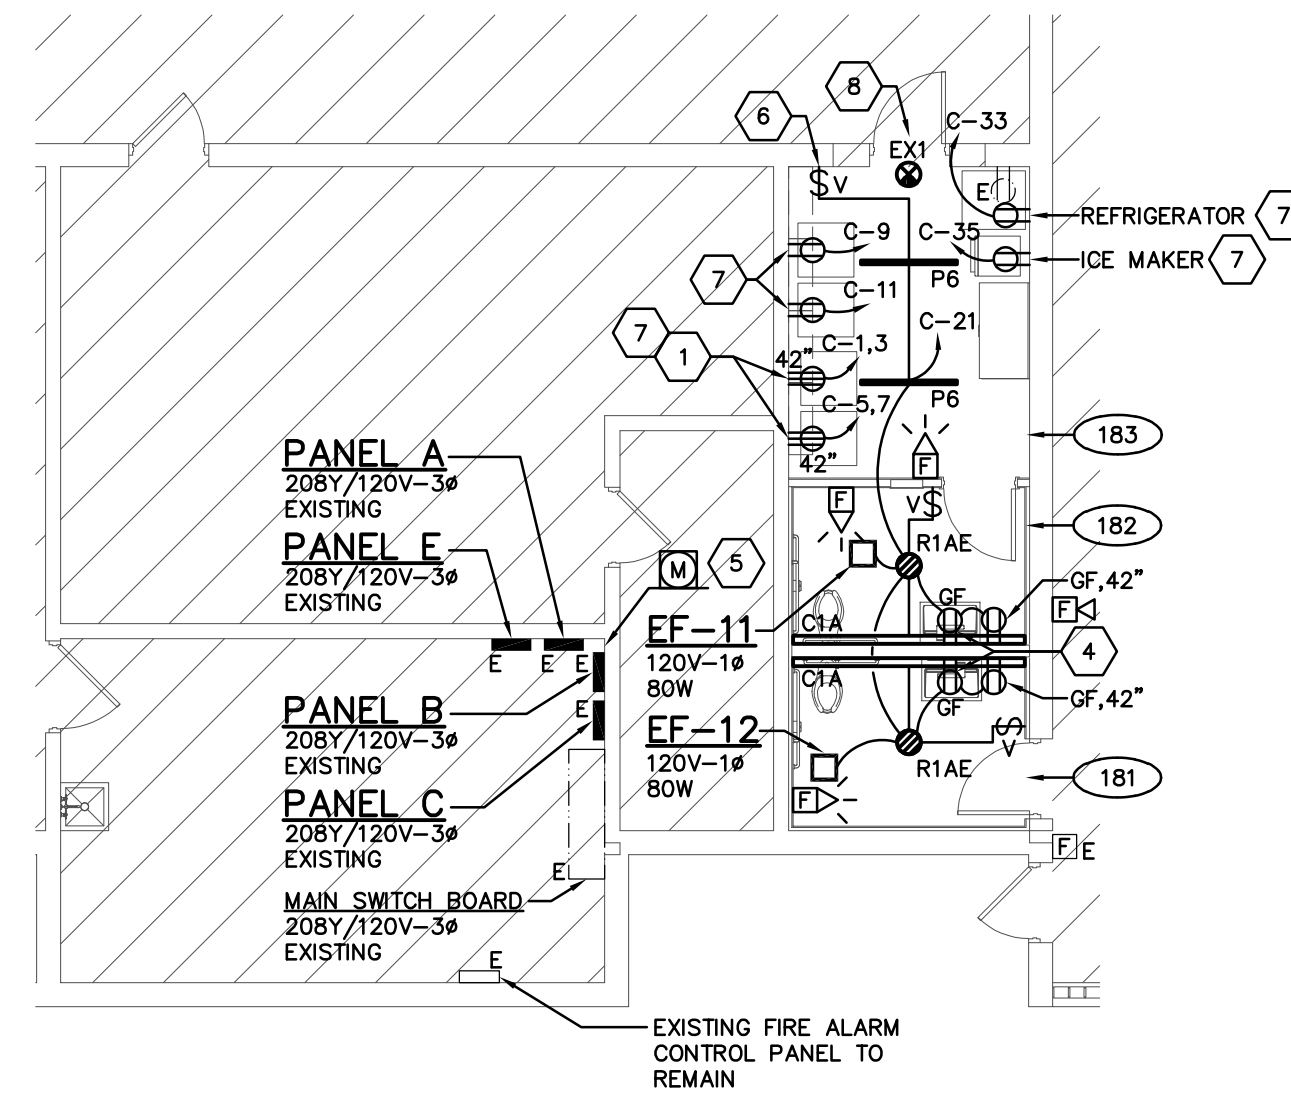 8
6
C-33
EX1
V
E
REFRIGERATOR
7
C-9
C-35
ICE MAKER
7
7
P6
C-11
C-21
7
1
42"
C-1,3
C-5,7
P6
42"
183
F
PANEL A
208Y/120V-3ø
EXISTING
F
V
182
R1AE
PANEL E
208Y/120V-3ø
EXISTING
M
5
GF,42"
GF
F
C1A
EF-11
120V-1ø
80W
4
E
E
E
C1A
GF,42"
GF
PANEL B
208Y/120V-3ø
EXISTING
E
EF-12
120V-1ø
80W
V
R1AE
181
PANEL C
208Y/120V-3ø
EXISTING
F
F
E
E
MAIN SWITCH BOARD
208Y/120V-3ø
EXISTING
E
EXISTING FIRE ALARM
CONTROL PANEL TO
REMAIN